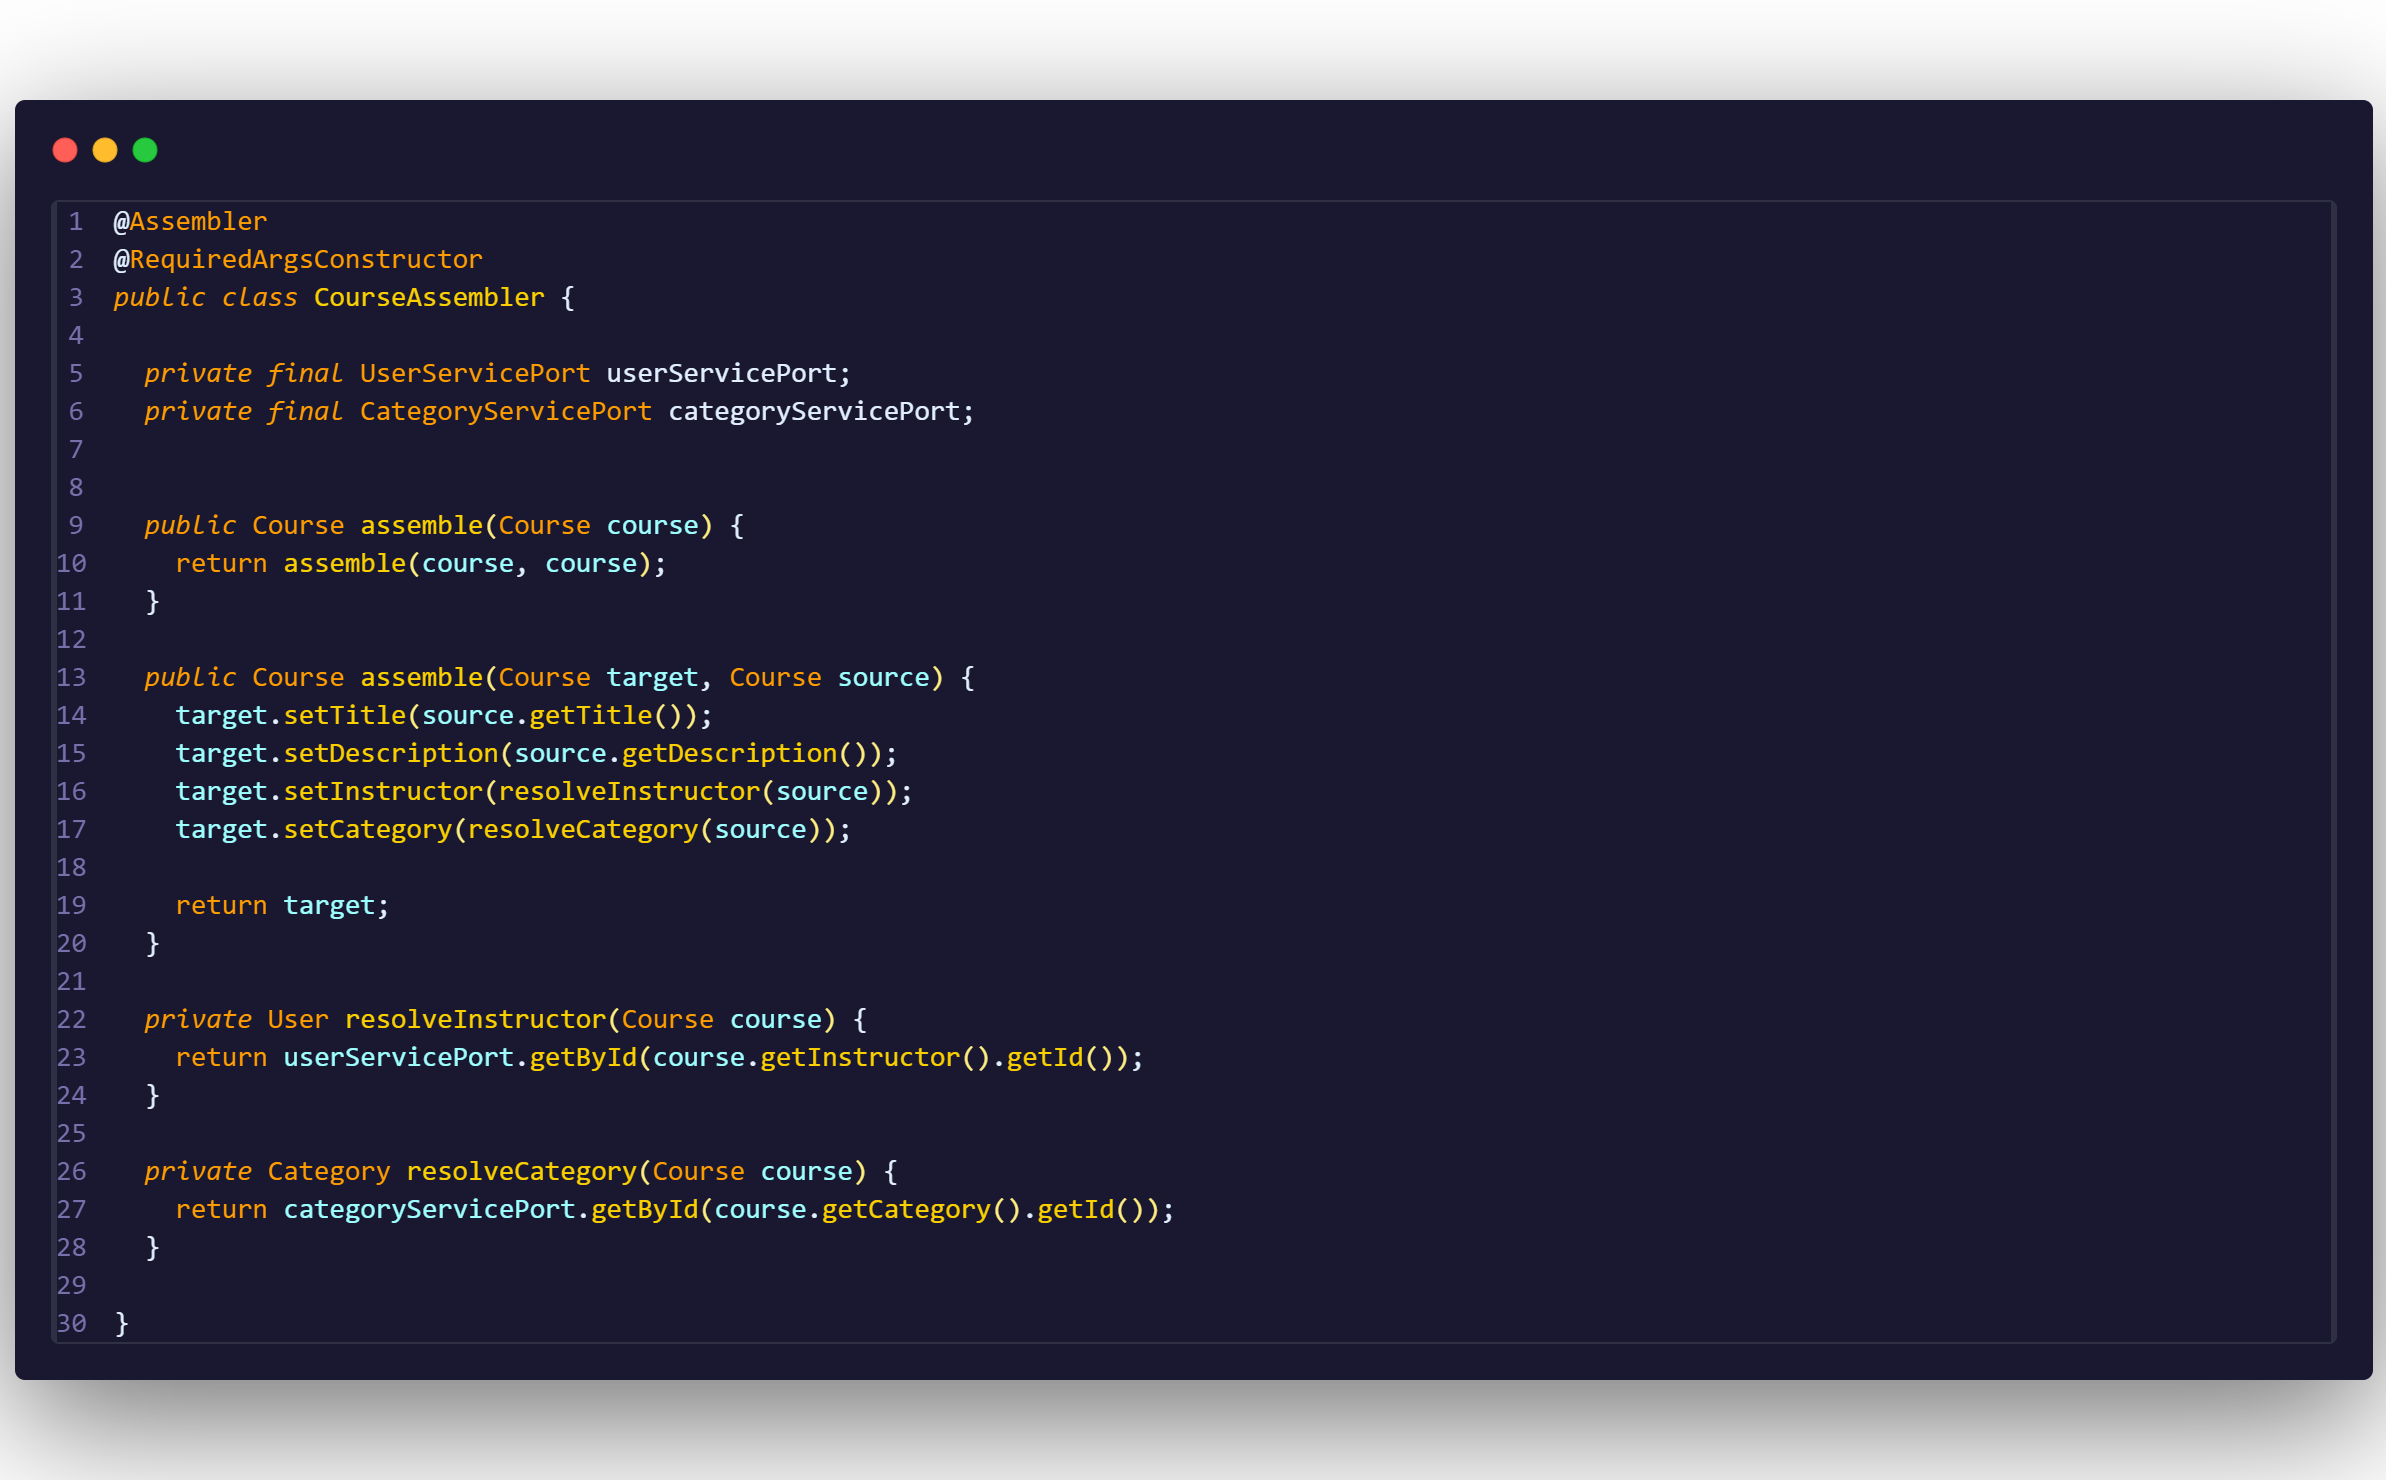 1 @Assembler
2 @RequiredArgsConstructor
3 public class CourseAssembler {
4
5   private final UserServicePort userServicePort;
6   private final CategoryServicePort categoryServicePort;
7
8
9   public Course assemble(Course course) {
10     return assemble(course, course);
11   }
12
13   public Course assemble(Course target, Course source) {
14     target.setTitle(source.getTitle());
15     target.setDescription(source.getDescription());
16     target.setInstructor(resolveInstructor(source));
17     target.setCategory(resolveCategory(source));
18
19     return target;
20   }
21
22   private User resolveInstructor(Course course) {
23     return userServicePort.getById(course.getInstructor().getId());
24   }
25
26   private Category resolveCategory(Course course) {
27     return categoryServicePort.getById(course.getCategory().getId());
28   }
29
30 }